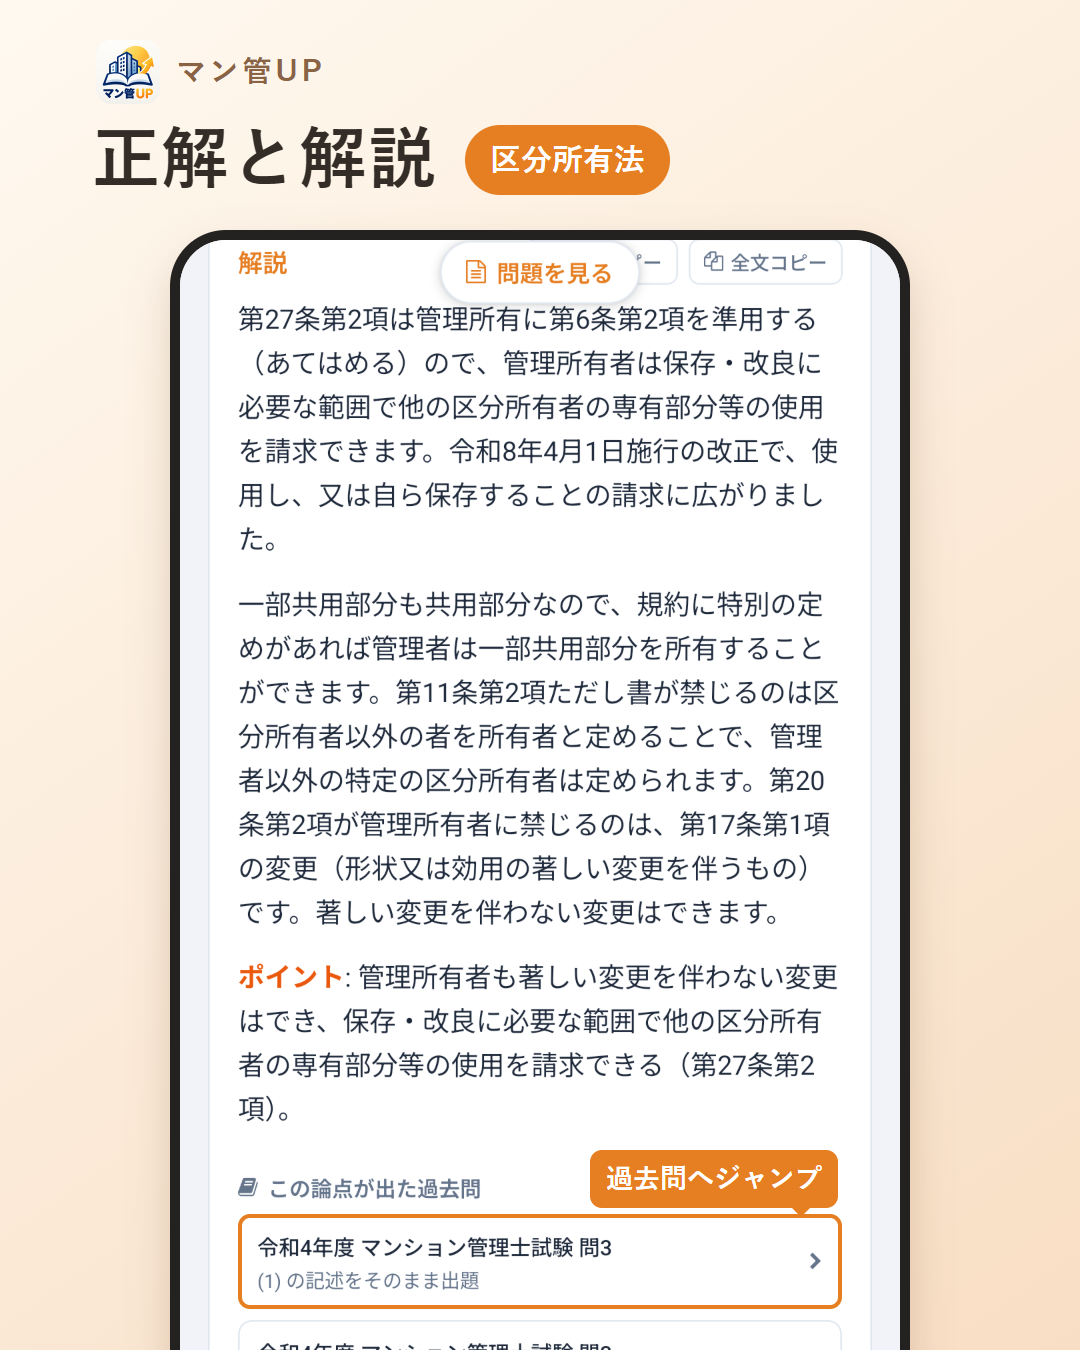 マン管UP
マン管UP
正解と解説
区分所有法
解説
問題を見る
ピー
全文コピー
第27条第2項は管理所有に第6条第2項を準用する
（あてはめる）ので、管理所有者は保存・改良に
必要な範囲で他の区分所有者の専有部分等の使用
を請求できます。令和8年4月1日施行の改正で、使
用し、又は自ら保存することの請求に広がりまし
た。
一部共用部分も共用部分なので、規約に特別の定
めがあれば管理者は一部共用部分を所有すること
ができます。第11条第2項ただし書が禁じるのは区
分所有者以外の者を所有者と定めることで、管理
者以外の特定の区分所有者は定められます。第20
条第2項が管理所有者に禁じるのは、第17条第1項
の変更（形状又は効用の著しい変更を伴うもの）
です。著しい変更を伴わない変更はできます。
ポイント: 管理所有者も著しい変更を伴わない変更
はでき、保存・改良に必要な範囲で他の区分所有
者の専有部分等の使用を請求できる（第27条第2
項）。
過去問へジャンプ
この論点が出た過去問
令和4年度 マンション管理士試験 問3
(1) の記述をそのまま出題